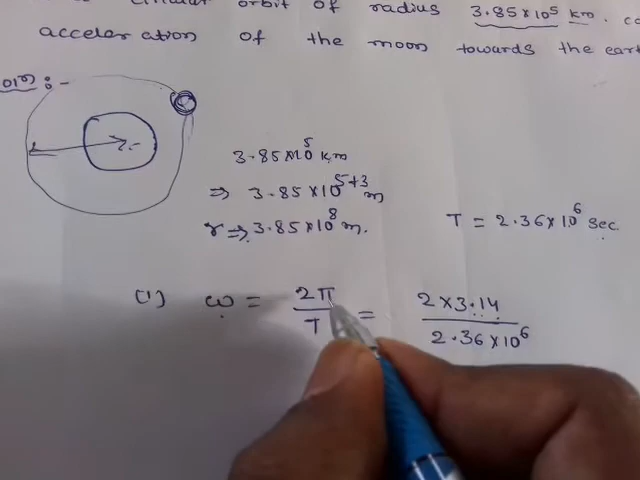 circular orbit of radius 3.85×10⁵ km.
acceleration of the moon towards the eart
3.85×10⁵ km
⇒ 3.85×10⁵⁺³ m
r ⇒ 3.85×10⁸ m.
T = 2.36×10⁶ sec.
(1) ω = 2π/T = 2×3.14/2.36×10⁶